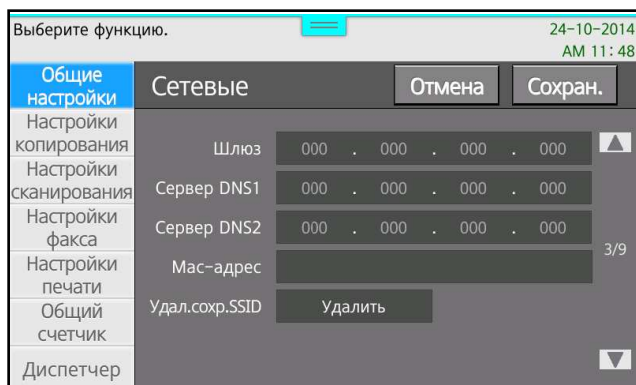 Выберите функцию.
24-10-2014
AM 11:48
Общие
настройки
Настройки
копирования
Настройки
сканирования
Настройки
факса
Настройки
печати
Общий
счетчик
Диспетчер
Сетевые
Отмена
Сохран.
Шлюз 000 . 000 . 000 . 000
Сервер DNS1 000 . 000 . 000 . 000
Сервер DNS2 000 . 000 . 000 . 000
Мас-адрес
Удал.сохр.SSID Удалить
3/9